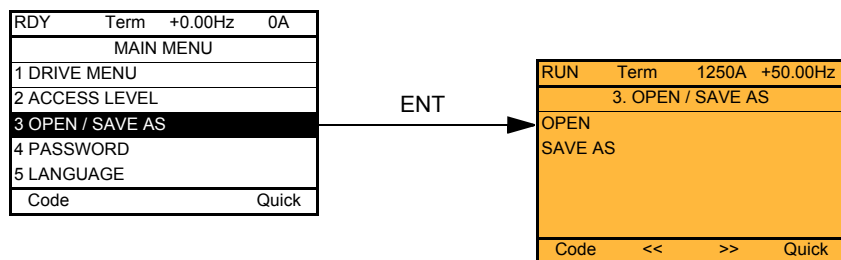 RDY Term +0.00Hz 0A
MAIN MENU
1 DRIVE MENU
2 ACCESS LEVEL
3 OPEN / SAVE AS
4 PASSWORD
5 LANGUAGE
Code Quick
ENT
RUN Term 1250A +50.00Hz
3. OPEN / SAVE AS
OPEN
SAVE AS
Code << >> Quick